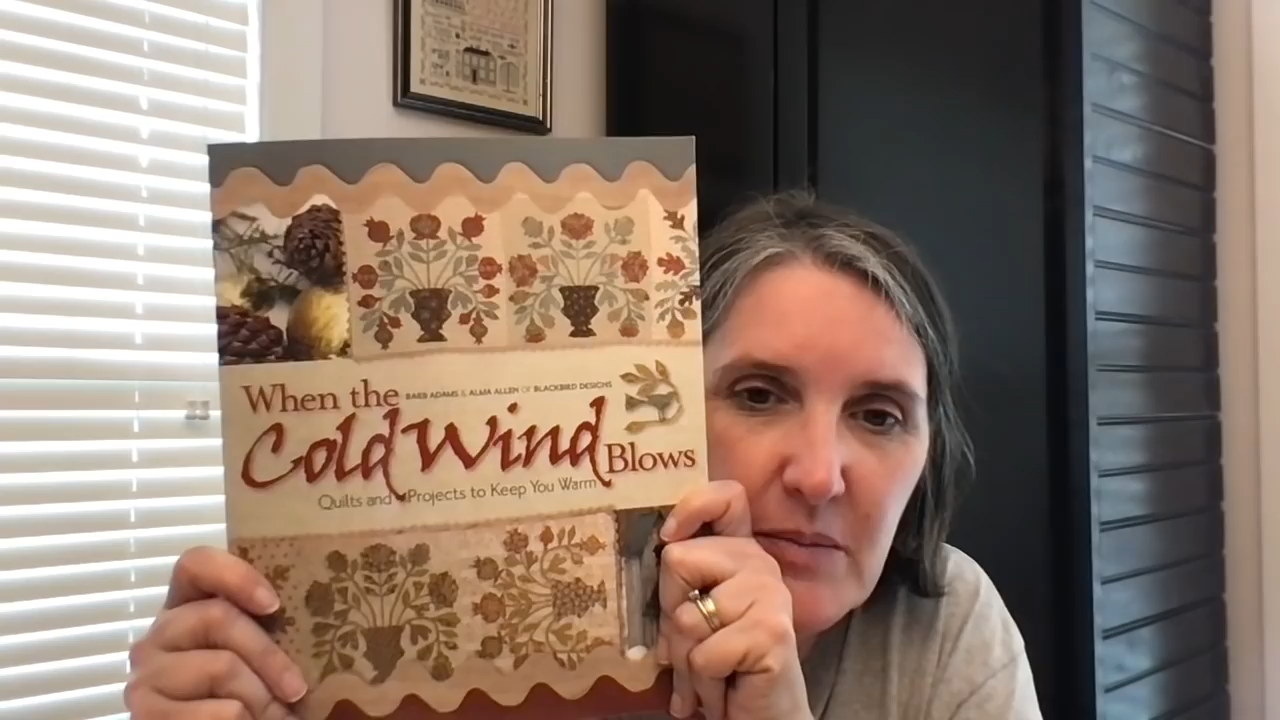 When the BARB ADAMS & ALMA ALLEN OF BLACKBIRD DESIGNS
Cold Wind Blows
Quilts and Projects to Keep You Warm